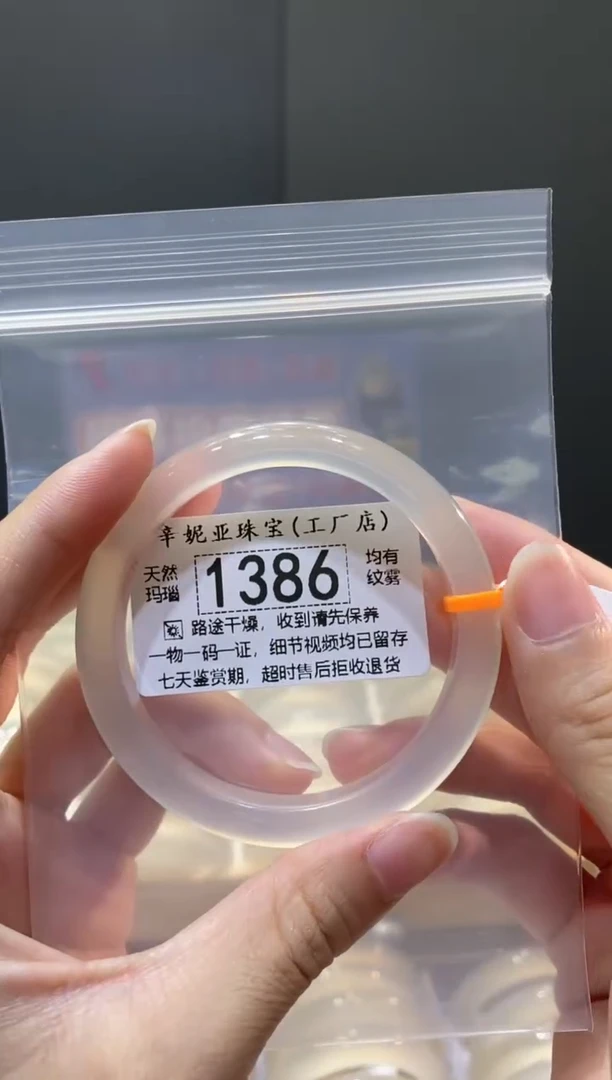 辛妮亚珠宝(工厂店)
天然玛瑙 1386 均有纹雾
路途干燥，收到请先保养
一物一码一证，细节视频均已留存
七天鉴赏期，超时售后拒收退货